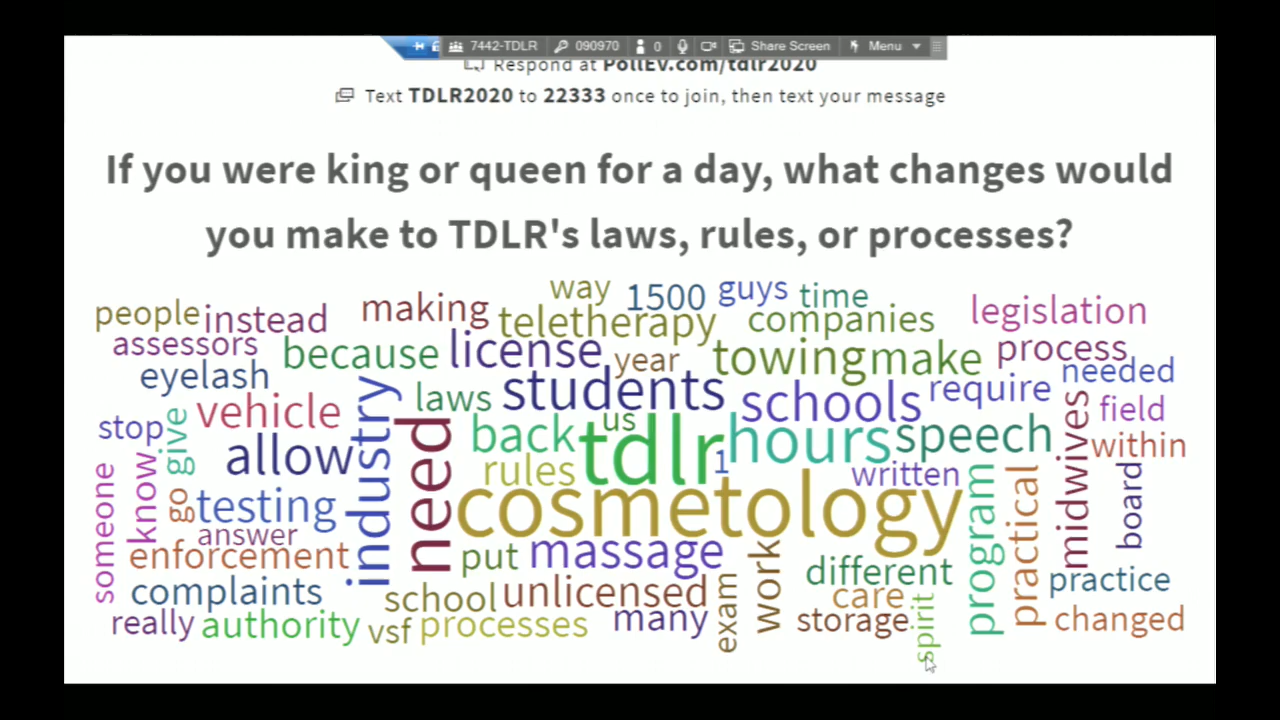 7442-TDLR 090970 0 Share Screen Menu
Respond at PollEv.com/tdlr2020
Text TDLR2020 to 22333 once to join, then text your message
If you were king or queen for a day, what changes would
you make to TDLR's laws, rules, or processes?
way 1500 guys time
people instead making teletherapy companies legislation
assessors because license year towing make process
eyelash laws students schools require needed
vehicle field
stop give industry need back us tdlr 1 hours speech midwives within
allow rules written
someone know go testing cosmetology program practical board
answer
enforcement put massage work different practice
complaints school unlicensed exam care storage spirit changed
really authority vsf processes many